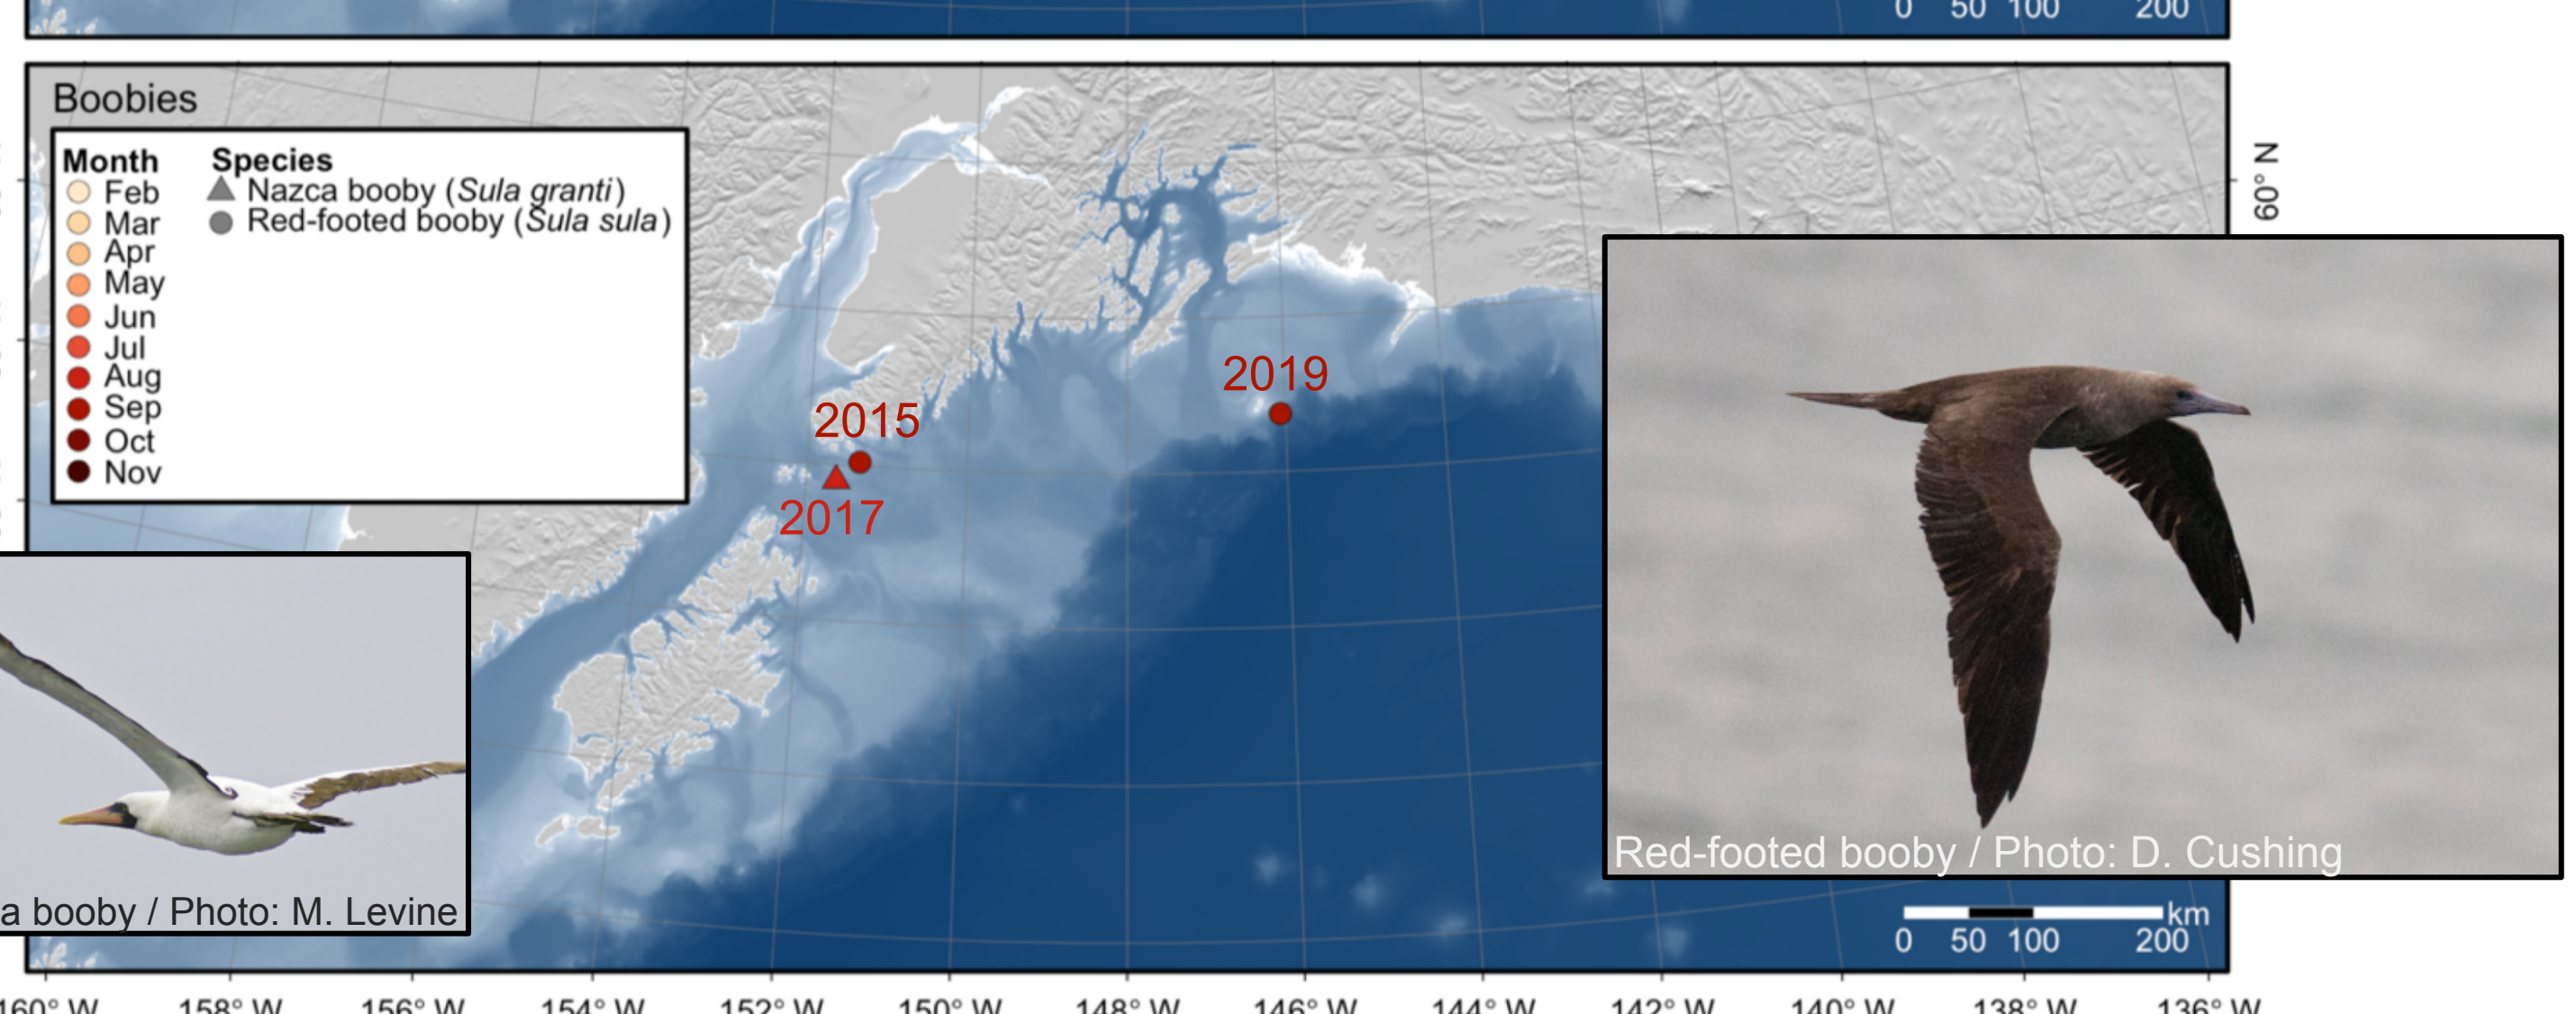 0 50 100 200
Boobies
Month
Feb
Mar
Apr
May
Jun
Jul
Aug
Sep
Oct
Nov
Species
Nazca booby (Sula granti)
Red-footed booby (Sula sula)
60° N
2019
2015
2017
a booby / Photo: M. Levine
Red-footed booby / Photo: D. Cushing
km
0 50 100 200
160° W 158° W 156° W 154° W 152° W 150° W 148° W 146° W 144° W 142° W 140° W 138° W 136° W